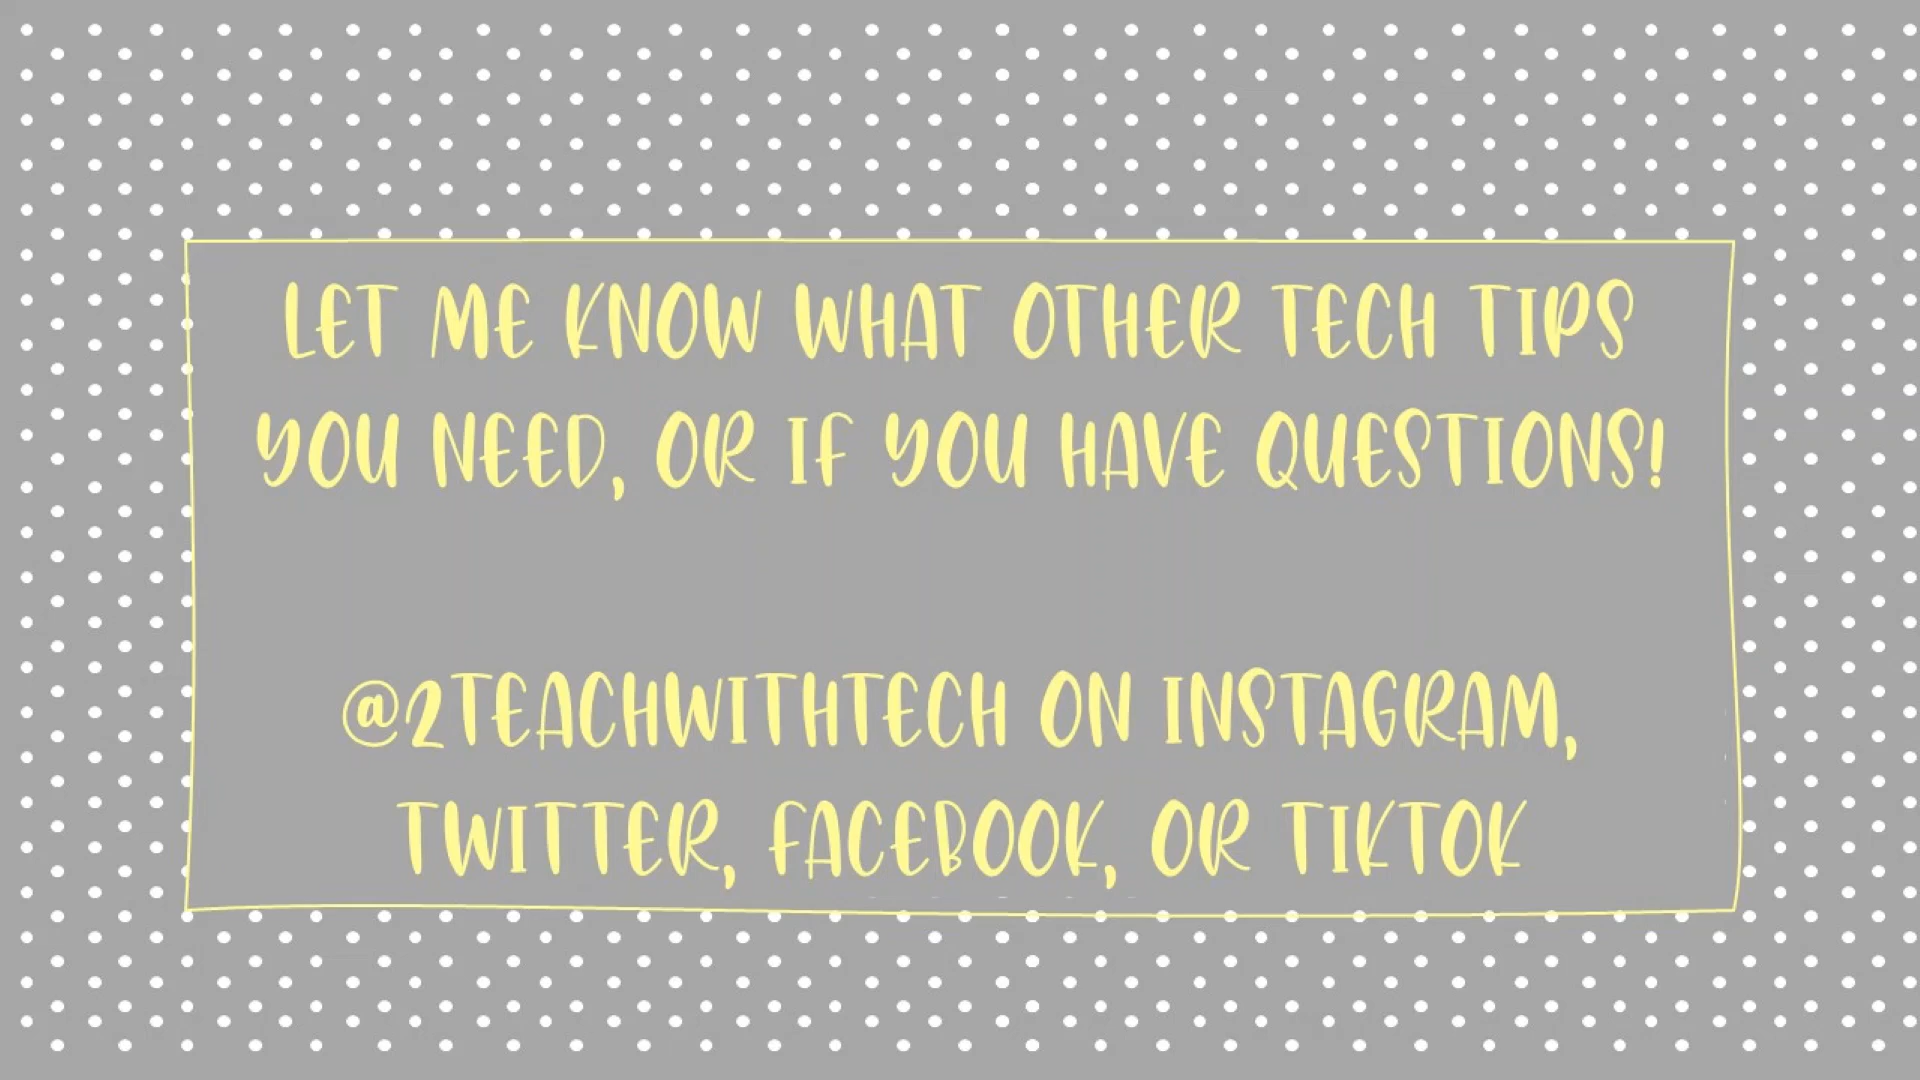 LET ME KNOW WHAT OTHER TECH TIPS
YOU NEED, OR IF YOU HAVE QUESTIONS!
@2TEACHWITHTECH ON INSTAGRAM,
TWITTER, FACEBOOK, OR TIKTOK